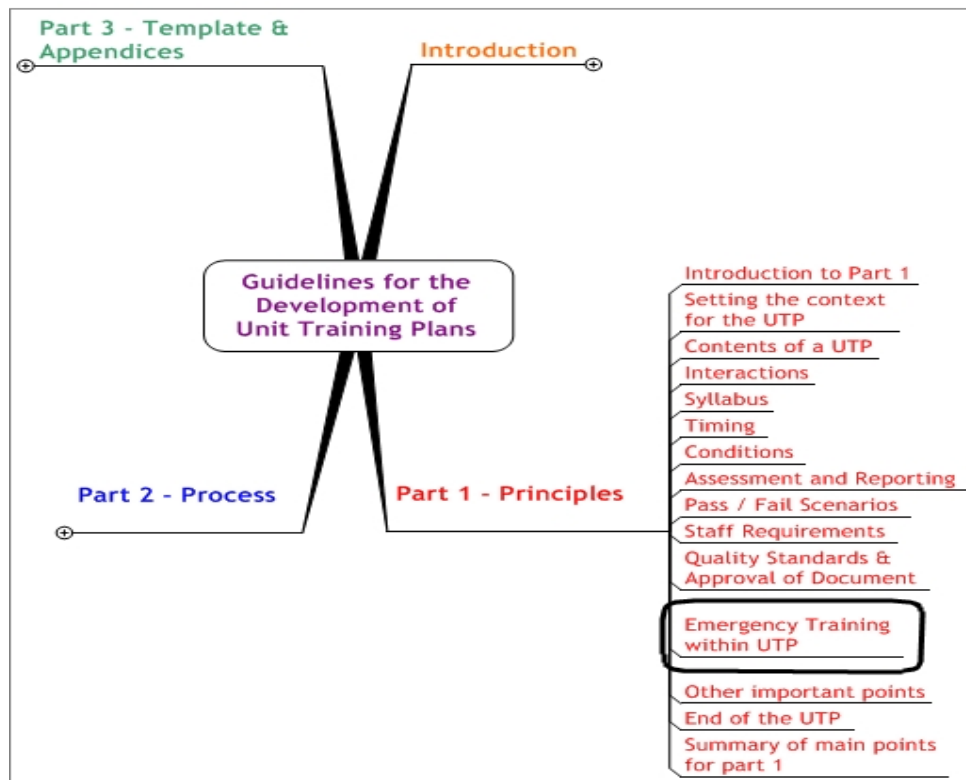 Part 3 - Template &
Appendices
Introduction
Guidelines for the
Development of
Unit Training Plans
Part 2 - Process
Part 1 - Principles
Introduction to Part 1
Setting the context
for the UTP
Contents of a UTP
Interactions
Syllabus
Timing
Conditions
Assessment and Reporting
Pass / Fail Scenarios
Staff Requirements
Quality Standards &
Approval of Document
Emergency Training
within UTP
Other important points
End of the UTP
Summary of main points
for part 1